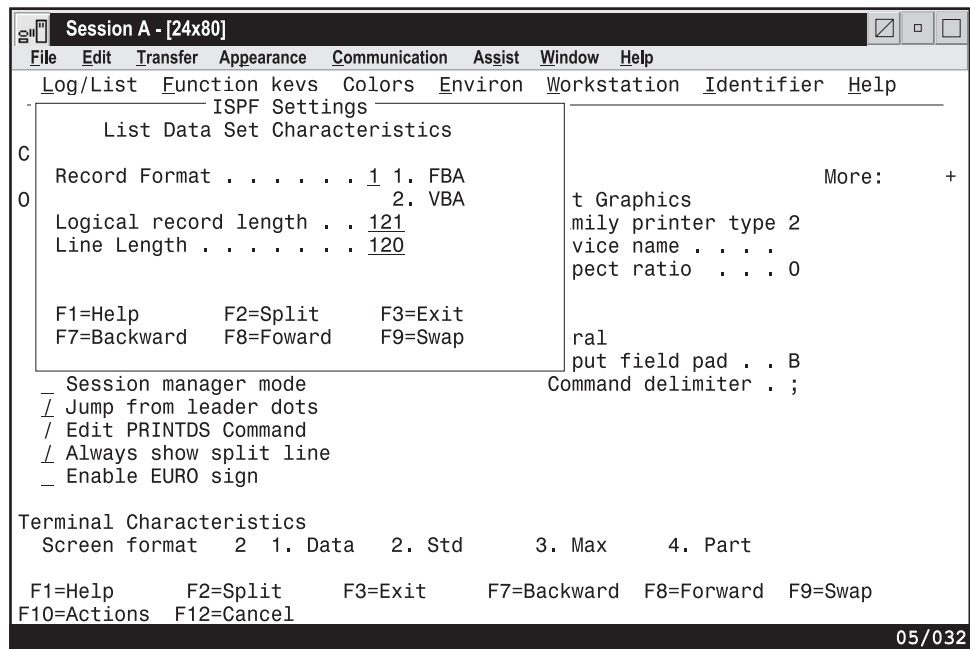 Session A - [24x80]
File Edit Transfer Appearance Communication Assist Window Help
Log/List Function kevs Colors Environ Workstation Identifier Help
ISPF Settings
List Data Set Characteristics
C
Record Format . . . . . . 1 1. FBA More: +
O 2. VBA t Graphics
Logical record length . . 121 mily printer type 2
Line Length . . . . . . . 120 vice name . . . .
pect ratio . . . 0
F1=Help F2=Split F3=Exit
F7=Backward F8=Foward F9=Swap ral
put field pad . . B
_ Session manager mode Command delimiter . ;
/ Jump from leader dots
/ Edit PRINTDS Command
/ Always show split line
_ Enable EURO sign
Terminal Characteristics
Screen format 2 1. Data 2. Std 3. Max 4. Part
F1=Help F2=Split F3=Exit F7=Backward F8=Forward F9=Swap
F10=Actions F12=Cancel
05/032